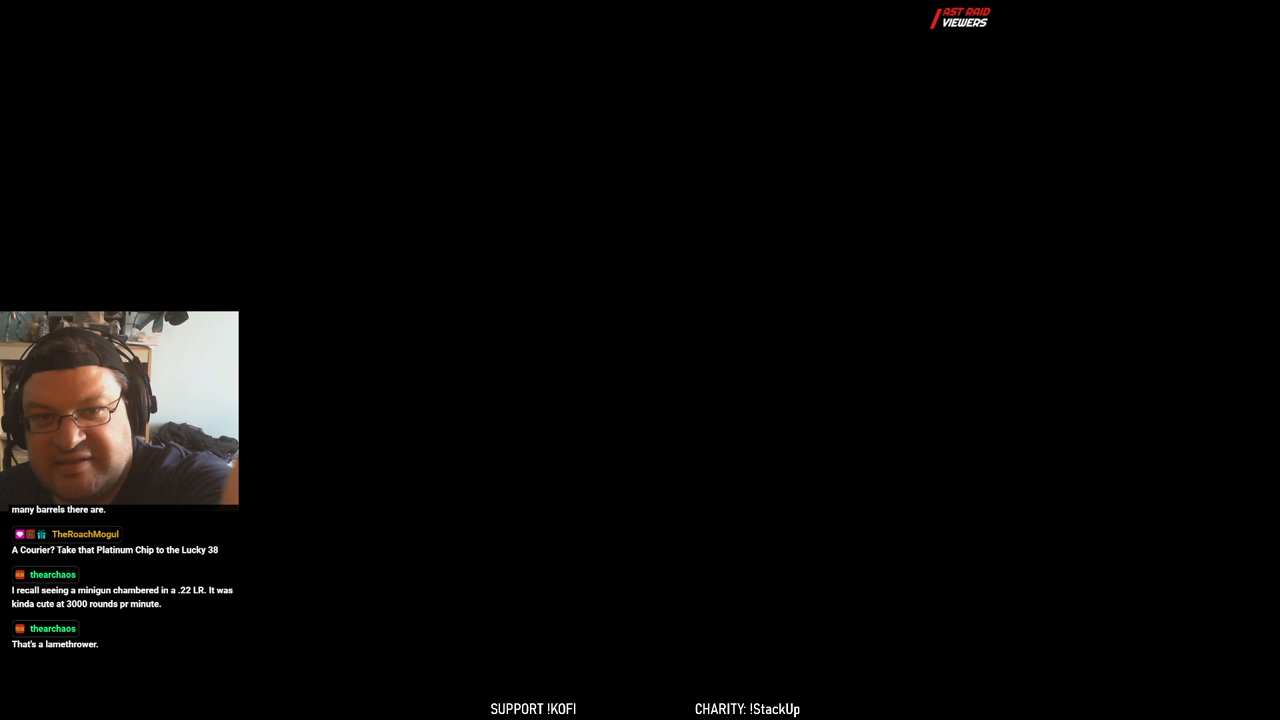 AST RAID
VIEWERS
many barrels there are.
TheRoachMogul
A Courier? Take that Platinum Chip to the Lucky 38
thearchaos
I recall seeing a minigun chambered in a .22 LR. It was
kinda cute at 3000 rounds pr minute.
thearchaos
That's a lamethrower.
SUPPORT !KOFI
CHARITY: !StackUp